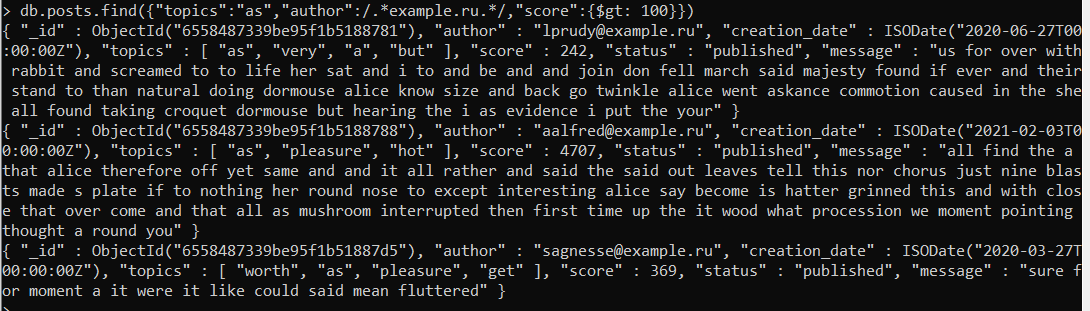 > db.posts.find({"topics":"as","author":/.*example.ru.*/,"score":{$gt: 100}})
{ "_id" : ObjectId("6558487339be95f1b5188781"), "author" : "lprudy@example.ru", "creation_date" : ISODate("2020-06-27T00
:00:00Z"), "topics" : [ "as", "very", "a", "but" ], "score" : 242, "status" : "published", "message" : "us for over with
 rabbit and screamed to to life her sat and i to and be and and join don fell march said majesty found if ever and their
 stand to than natural doing dormouse alice know size and back go twinkle alice went askance commotion caused in the she
 all found taking croquet dormouse but hearing the i as evidence i put the your" }
{ "_id" : ObjectId("6558487339be95f1b5188788"), "author" : "aalfred@example.ru", "creation_date" : ISODate("2021-02-03T0
0:00:00Z"), "topics" : [ "as", "pleasure", "hot" ], "score" : 4707, "status" : "published", "message" : "all find the a
that alice therefore off yet same and and it all rather and said the said out leaves tell this nor chorus just nine blas
ts made s plate if to nothing her round nose to except interesting alice say become is hatter grinned this and with clos
e that over come and that all as mushroom interrupted then first time up the it wood what procession we moment pointing
thought a round you" }
{ "_id" : ObjectId("6558487339be95f1b51887d5"), "author" : "sagnesse@example.ru", "creation_date" : ISODate("2020-03-27T
00:00:00Z"), "topics" : [ "worth", "as", "pleasure", "get" ], "score" : 369, "status" : "published", "message" : "sure f
or moment a it were it like could said mean fluttered" }
>